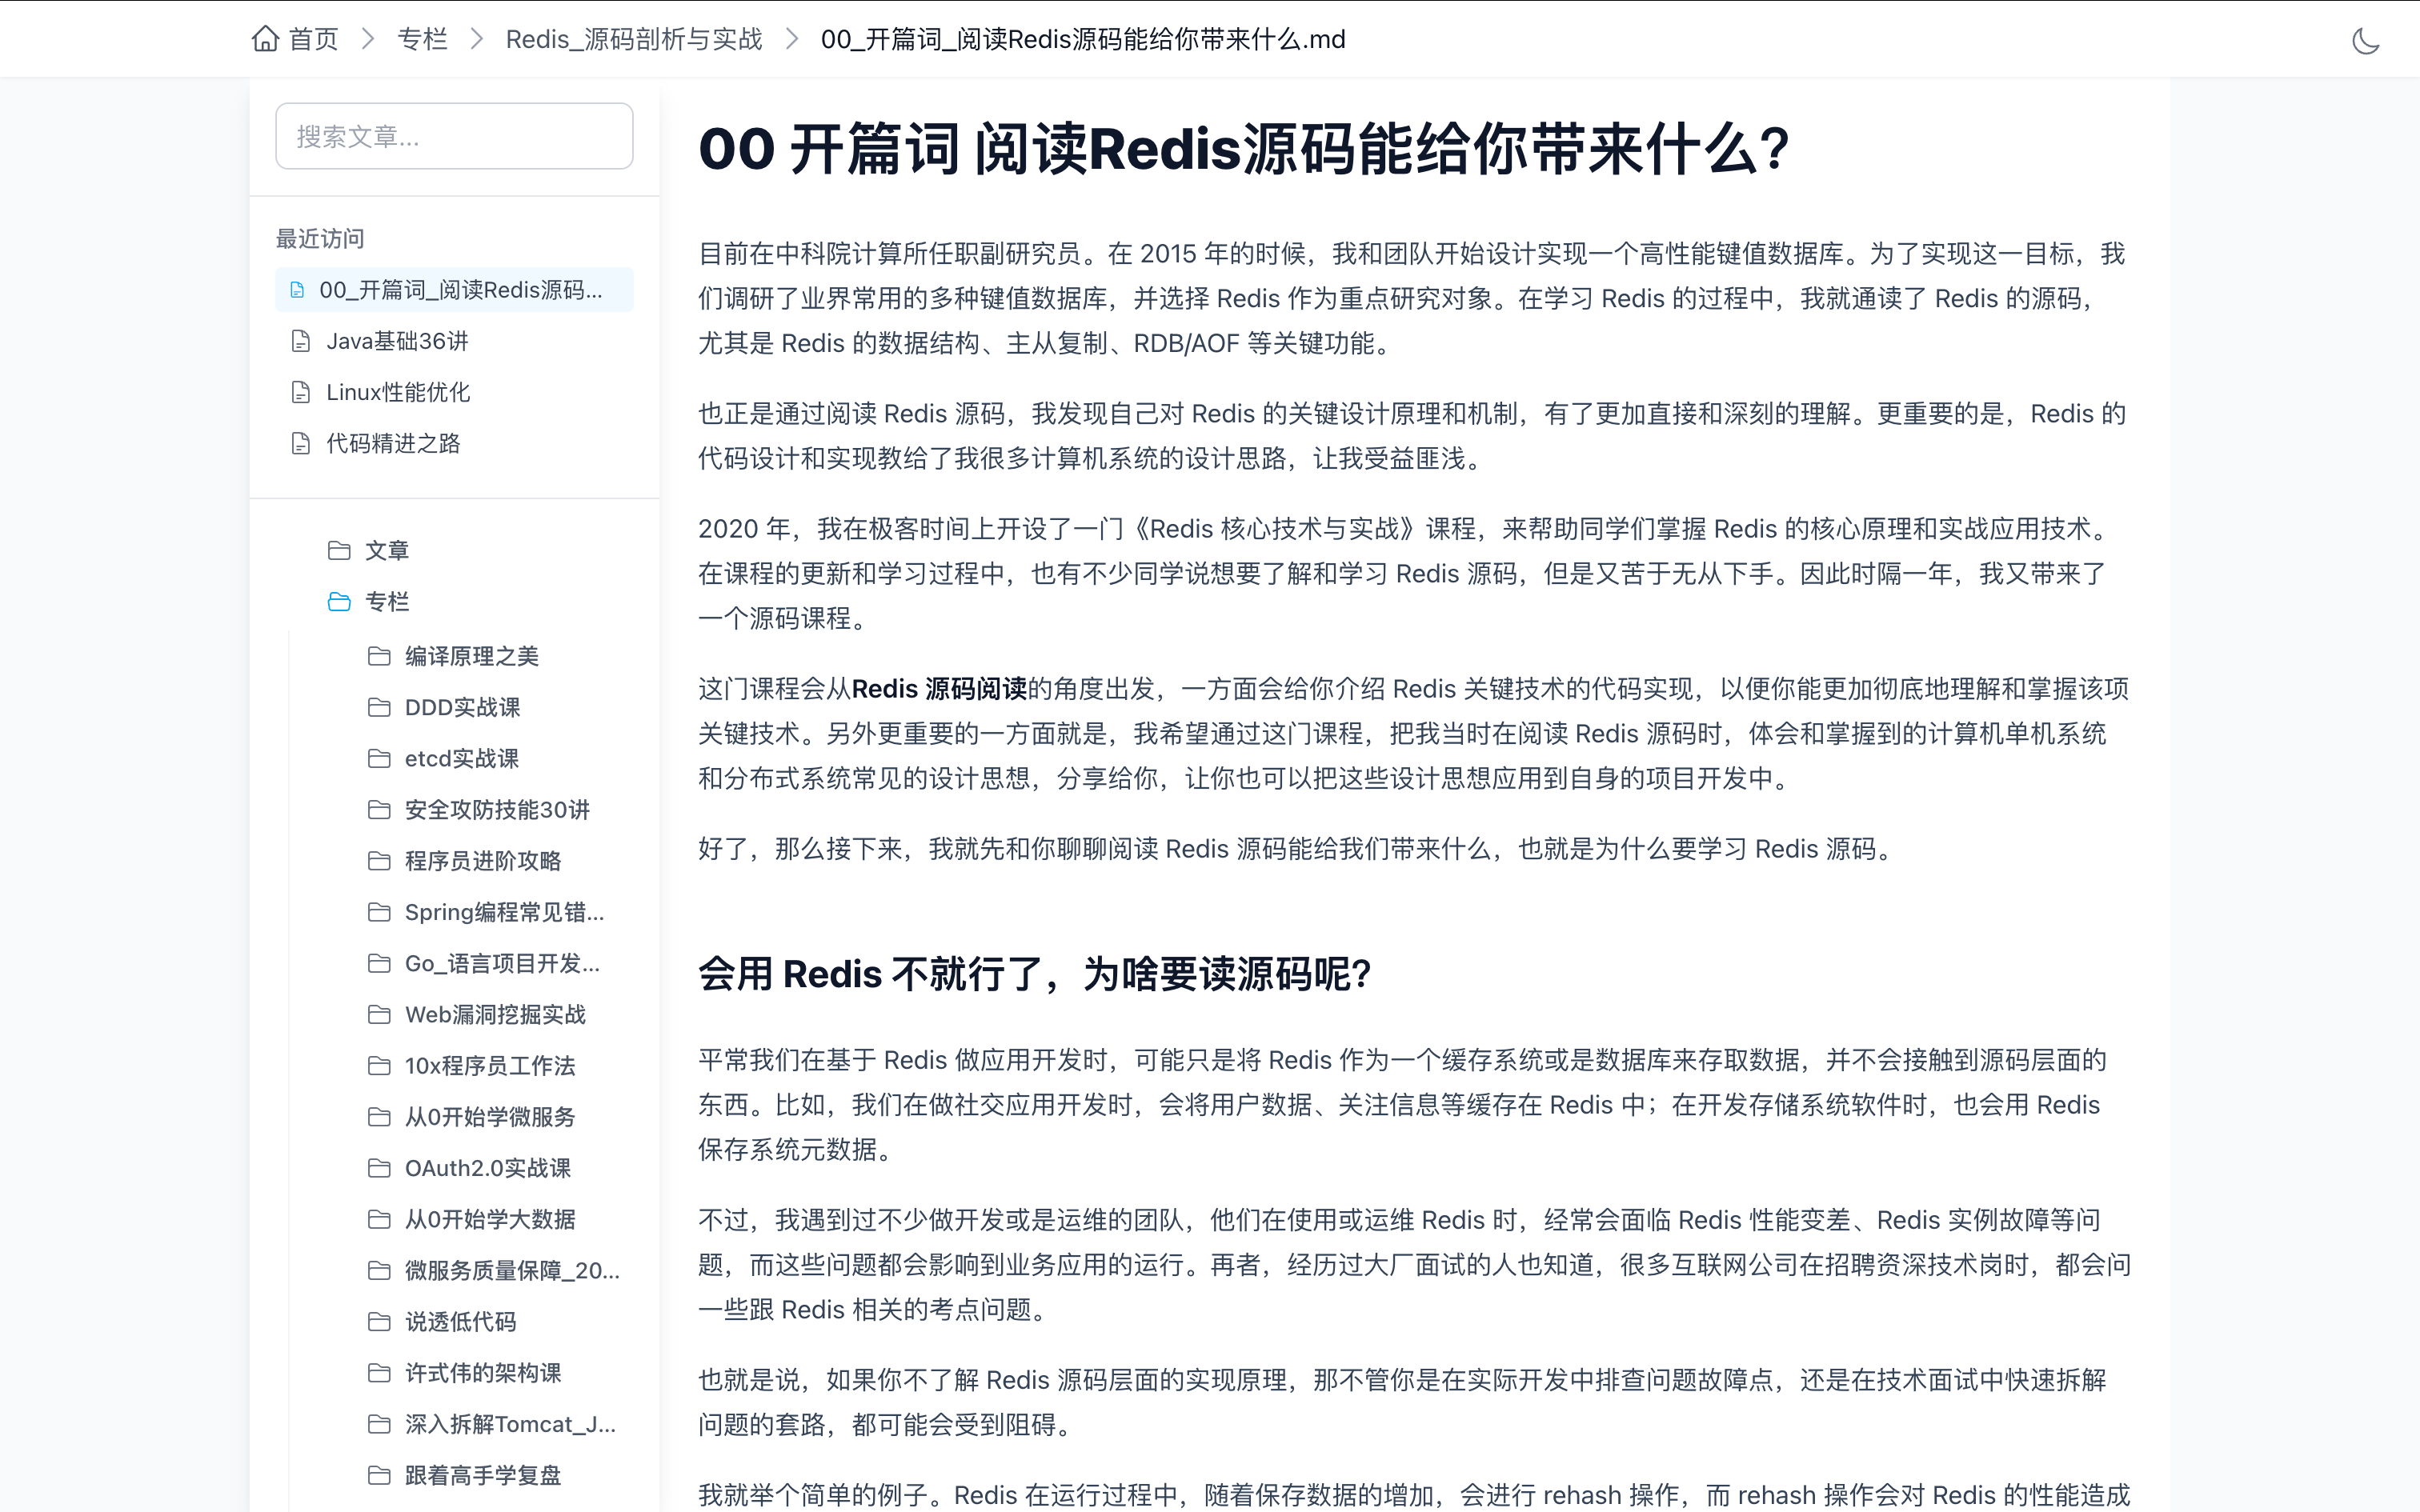 首页
专栏
Redis_源码剖析与实战
00_开篇词_阅读Redis源码能给你带来什么.md
搜索文章...
最近访问
00_开篇词_阅读Redis源码...
Java基础36讲
Linux性能优化
代码精进之路
文章
专栏
编译原理之美
DDD实战课
etcd实战课
安全攻防技能30讲
程序员进阶攻略
Spring编程常见错...
Go_语言项目开发...
Web漏洞挖掘实战
10x程序员工作法
从0开始学微服务
OAuth2.0实战课
从0开始学大数据
微服务质量保障_20...
说透低代码
许式伟的架构课
深入拆解Tomcat_J...
跟着高手学复盘
00 开篇词 阅读Redis源码能给你带来什么?
目前在中科院计算所任职副研究员。在 2015 年的时候，我和团队开始设计实现一个高性能键值数据库。为了实现这一目标，我
们调研了业界常用的多种键值数据库，并选择 Redis 作为重点研究对象。在学习 Redis 的过程中，我就通读了 Redis 的源码，
尤其是 Redis 的数据结构、主从复制、RDB/AOF 等关键功能。
也正是通过阅读 Redis 源码，我发现自己对 Redis 的关键设计原理和机制，有了更加直接和深刻的理解。更重要的是，Redis 的
代码设计和实现教给了我很多计算机系统的设计思路，让我受益匪浅。
2020 年，我在极客时间上开设了一门《Redis 核心技术与实战》课程，来帮助同学们掌握 Redis 的核心原理和实战应用技术。
在课程的更新和学习过程中，也有不少同学说想要了解和学习 Redis 源码，但是又苦于无从下手。因此时隔一年，我又带来了
一个源码课程。
这门课程会从Redis 源码阅读的角度出发，一方面会给你介绍 Redis 关键技术的代码实现，以便你能更加彻底地理解和掌握该项
关键技术。另外更重要的一方面就是，我希望通过这门课程，把我当时在阅读 Redis 源码时，体会和掌握到的计算机单机系统
和分布式系统常见的设计思想，分享给你，让你也可以把这些设计思想应用到自身的项目开发中。
好了，那么接下来，我就先和你聊聊阅读 Redis 源码能给我们带来什么，也就是为什么要学习 Redis 源码。
会用 Redis 不就行了，为啥要读源码呢?
平常我们在基于 Redis 做应用开发时，可能只是将 Redis 作为一个缓存系统或是数据库来存取数据，并不会接触到源码层面的
东西。比如，我们在做社交应用开发时，会将用户数据、关注信息等缓存在 Redis 中；在开发存储系统软件时，也会用 Redis
保存系统元数据。
不过，我遇到过不少做开发或是运维的团队，他们在使用或运维 Redis 时，经常会面临 Redis 性能变差、Redis 实例故障等问
题，而这些问题都会影响到业务应用的运行。再者，经历过大厂面试的人也知道，很多互联网公司在招聘资深技术岗时，都会问
一些跟 Redis 相关的考点问题。
也就是说，如果你不了解 Redis 源码层面的实现原理，那不管你是在实际开发中排查问题故障点，还是在技术面试中快速拆解
问题的套路，都可能会受到阻碍。
我就举个简单的例子。Redis 在运行过程中，随着保存数据的增加，会进行 rehash 操作，而 rehash 操作会对 Redis 的性能造成